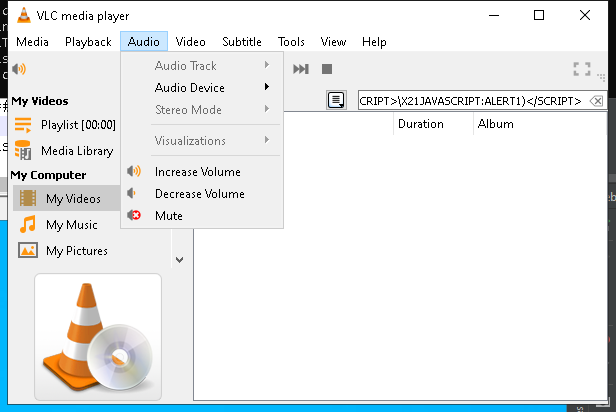 VLC media player
Media Playback Audio Video Subtitle Tools View Help
Audio Track
Audio Device
Stereo Mode
Visualizations
Increase Volume
Decrease Volume
Mute
CRIPT>\X21JAVASCRIPT:ALERT1)</SCRIPT>
My Videos
Playlist [00:00]
Media Library
My Computer
My Videos
My Music
My Pictures
Duration Album